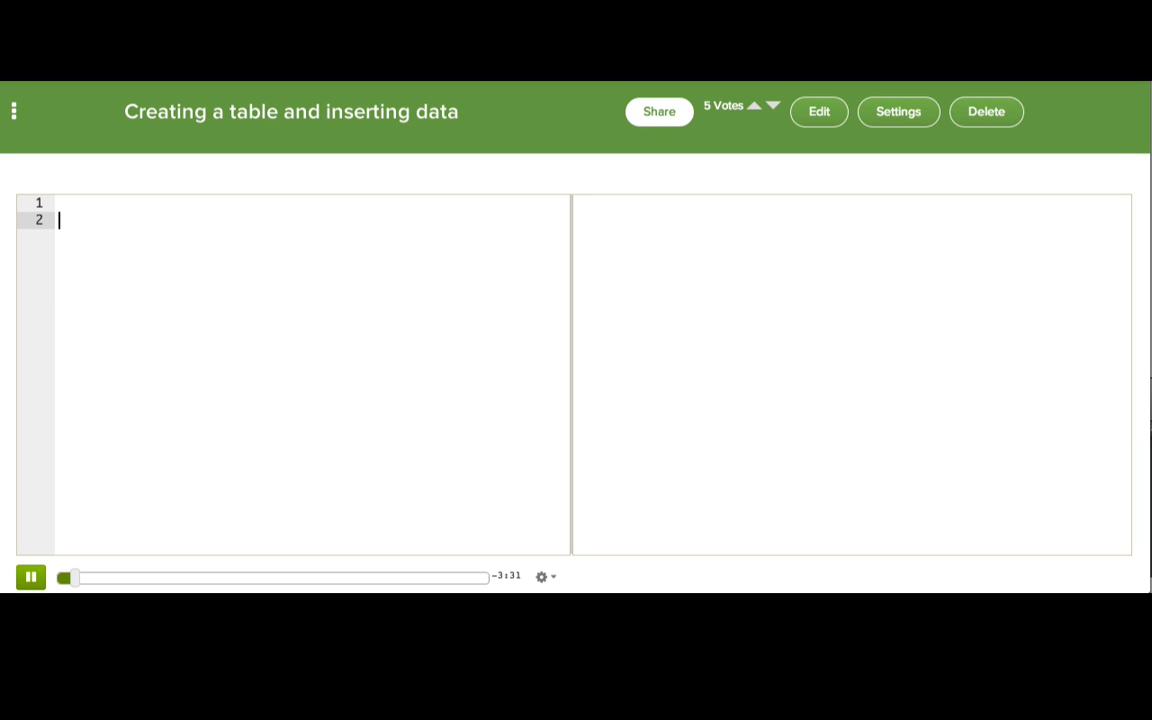 Creating a table and inserting data
Share
5 Votes
Edit
Settings
Delete
1
2
-3:31